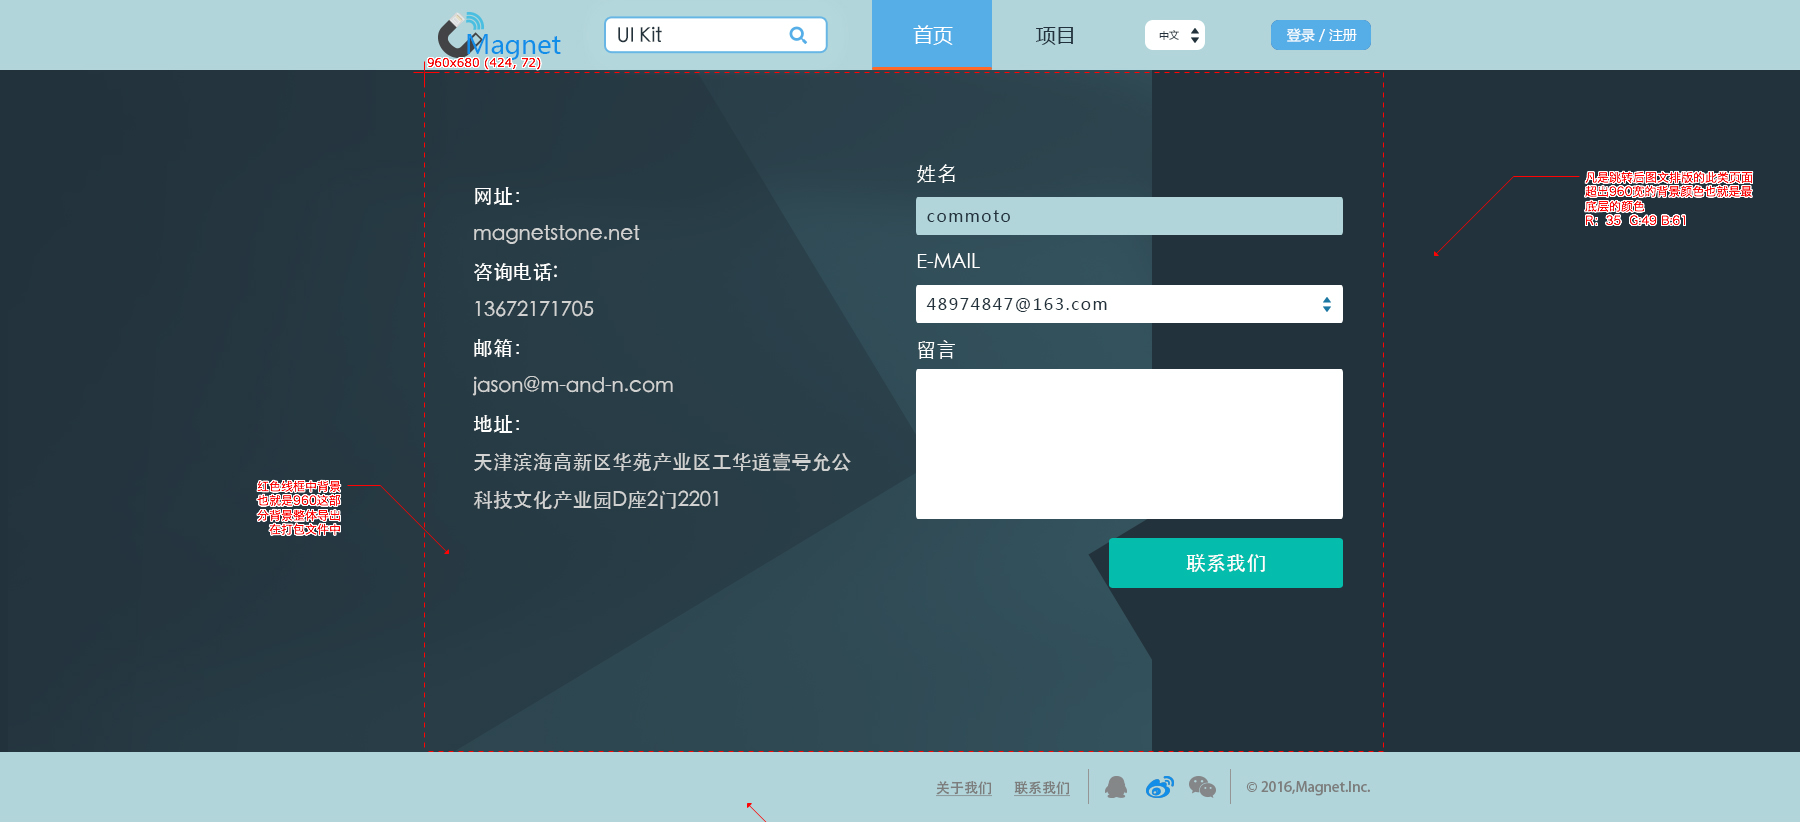 Magnet
UI Kit
首页
项目
中文
登录 / 注册
960x680 (424, 72)
网址：
magnetstone.net
咨询电话：
13672171705
邮箱：
jason@m-and-n.com
地址：
天津滨海高新区华苑产业区工华道壹号允公
科技文化产业园D座2门2201
姓名
commoto
E-MAIL
48974847@163.com
留言
联系我们
凡是跳转后图文排版的此类页面
超出960宽的背景颜色也就是最
底层的颜色
R: 35 G:49 B:61
红色线框中背景
也就是960这部
分背景整体导出
在打包文件中
关于我们
联系我们
© 2016,Magnet.Inc.